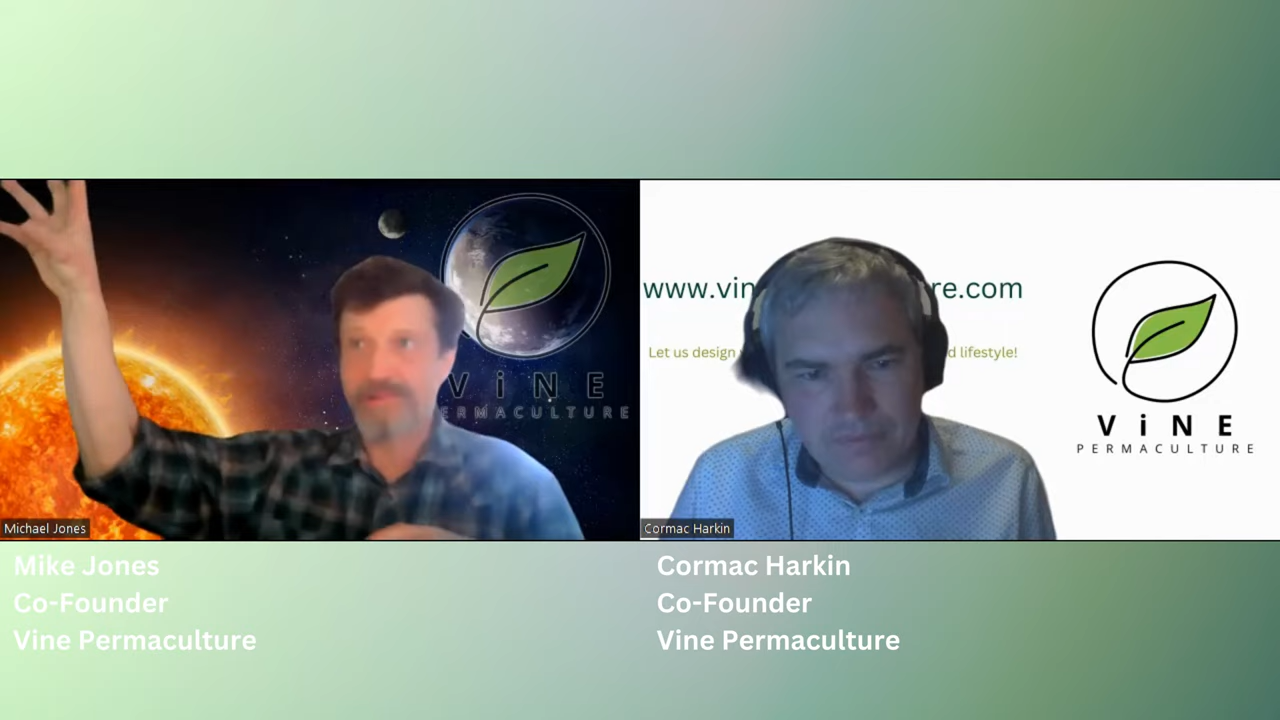 ViNE
PERMACULTURE
Michael Jones
www.vin re.com
Let us design d lifestyle!
ViNE
PERMACULTURE
Cormac Harkin
Mike Jones
Co-Founder
Vine Permaculture
Cormac Harkin
Co-Founder
Vine Permaculture